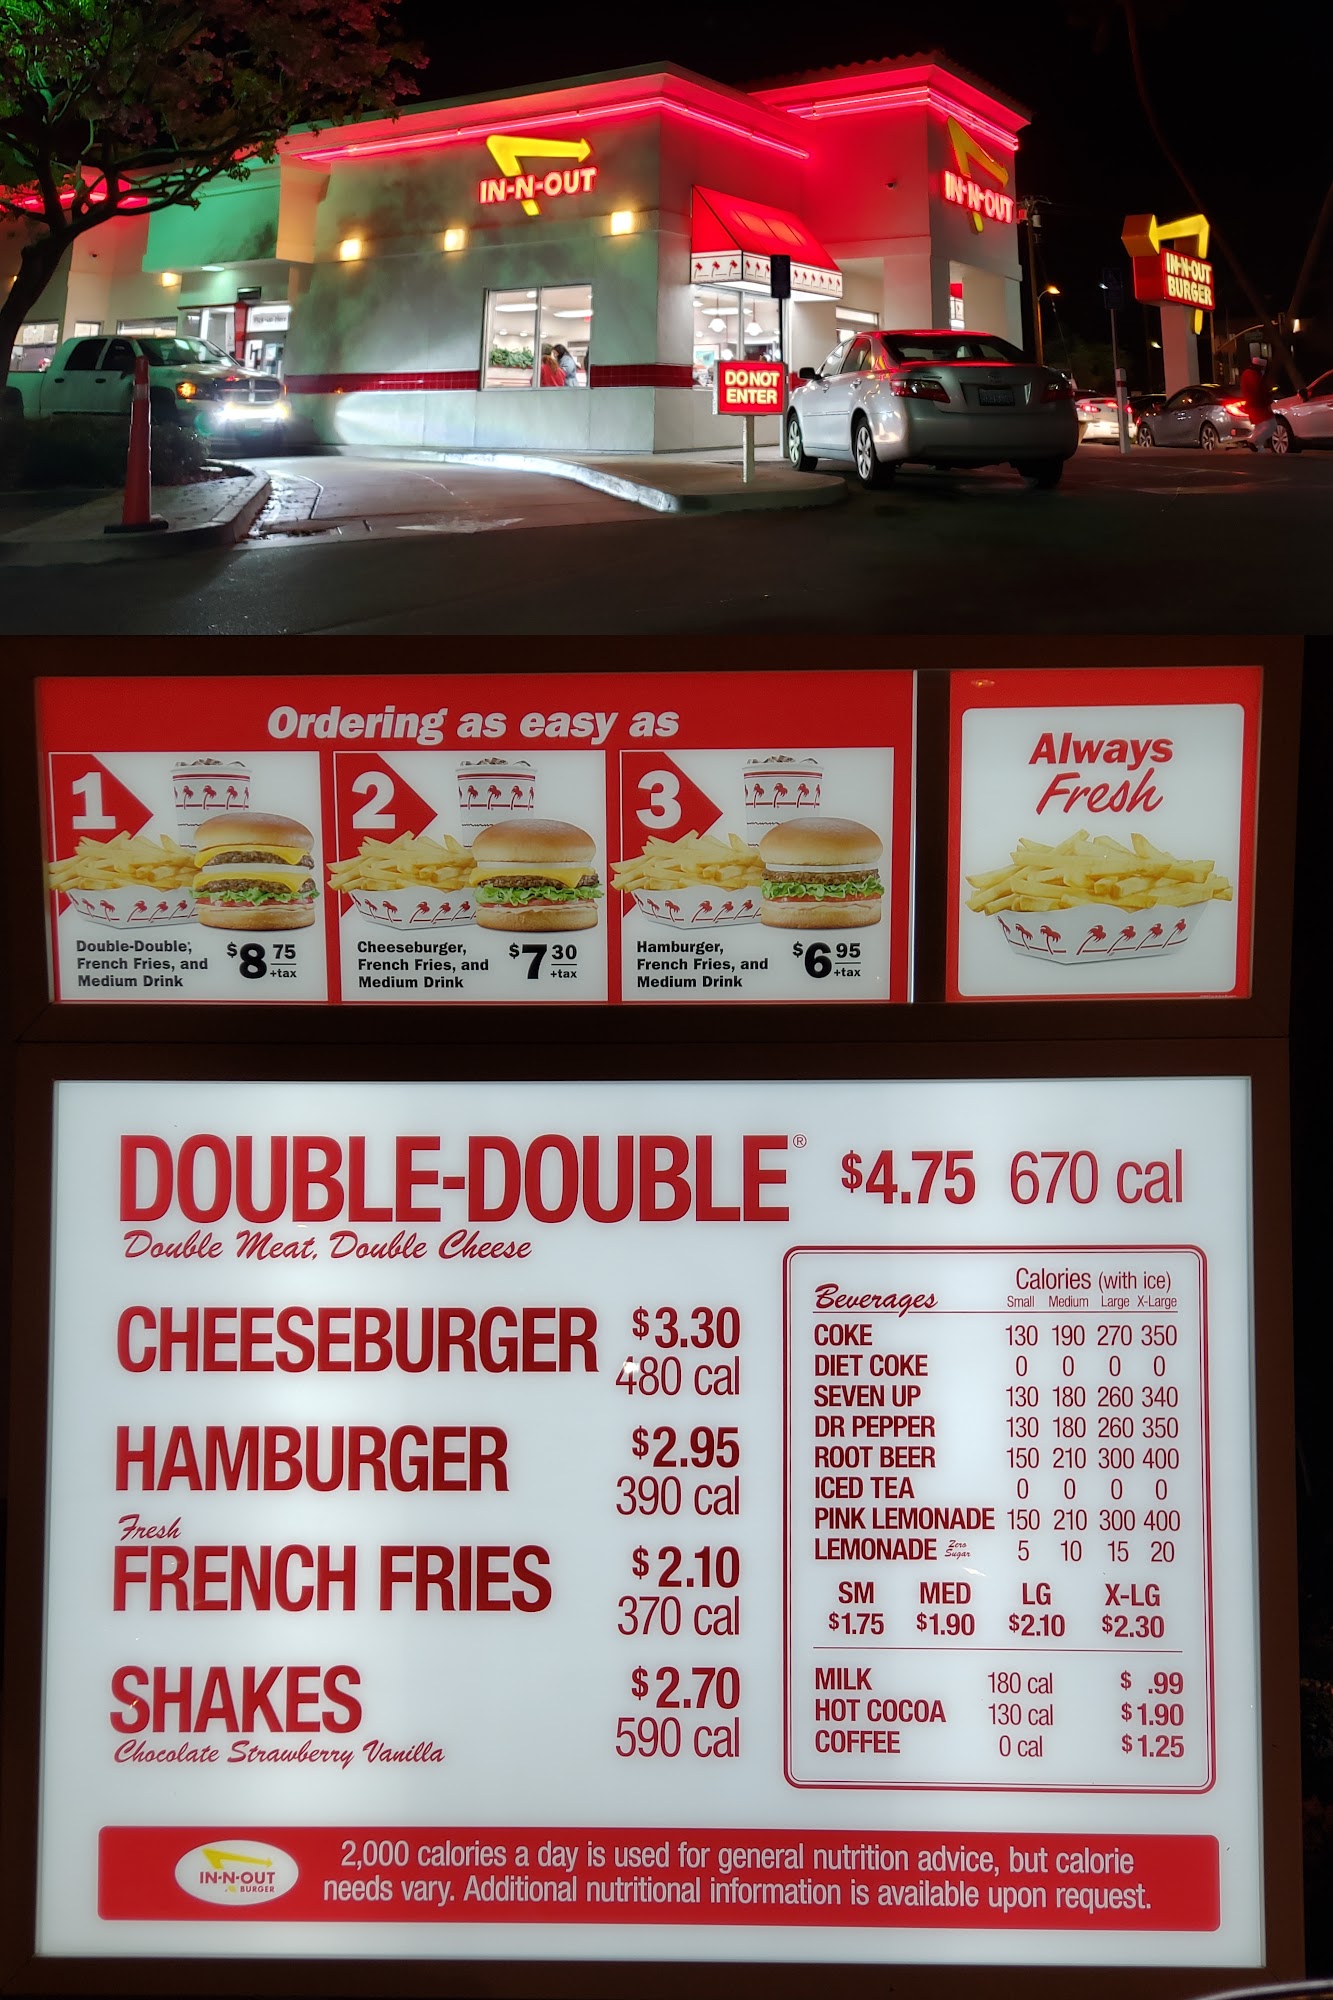 IN-N-OUT
IN-N-OUT
IN-N-OUT
BURGER
DO NOT
ENTER
Ordering as easy as
1
Double-Double,
French Fries, and
Medium Drink
$8 75
+tax
2
Cheeseburger,
French Fries, and
Medium Drink
$7 30
+tax
3
Hamburger,
French Fries, and
Medium Drink
$6 95
+tax
Always
Fresh
DOUBLE-DOUBLE® $4.75 670 cal
Double Meat, Double Cheese
CHEESEBURGER $3.30
480 cal
HAMBURGER $2.95
390 cal
Fresh
FRENCH FRIES $2.10
370 cal
SHAKES $2.70
Chocolate Strawberry Vanilla 590 cal
Beverages Calories (with ice)
Small Medium Large X-Large
COKE 130 190 270 350
DIET COKE 0 0 0 0
SEVEN UP 130 180 260 340
DR PEPPER 130 180 260 350
ROOT BEER 150 210 300 400
ICED TEA 0 0 0 0
PINK LEMONADE 150 210 300 400
LEMONADE Zero Sugar 5 10 15 20
SM MED LG X-LG
$1.75 $1.90 $2.10 $2.30
MILK 180 cal $ .99
HOT COCOA 130 cal $1.90
COFFEE 0 cal $1.25
IN-N-OUT
BURGER
2,000 calories a day is used for general nutrition advice, but calorie
needs vary. Additional nutritional information is available upon request.